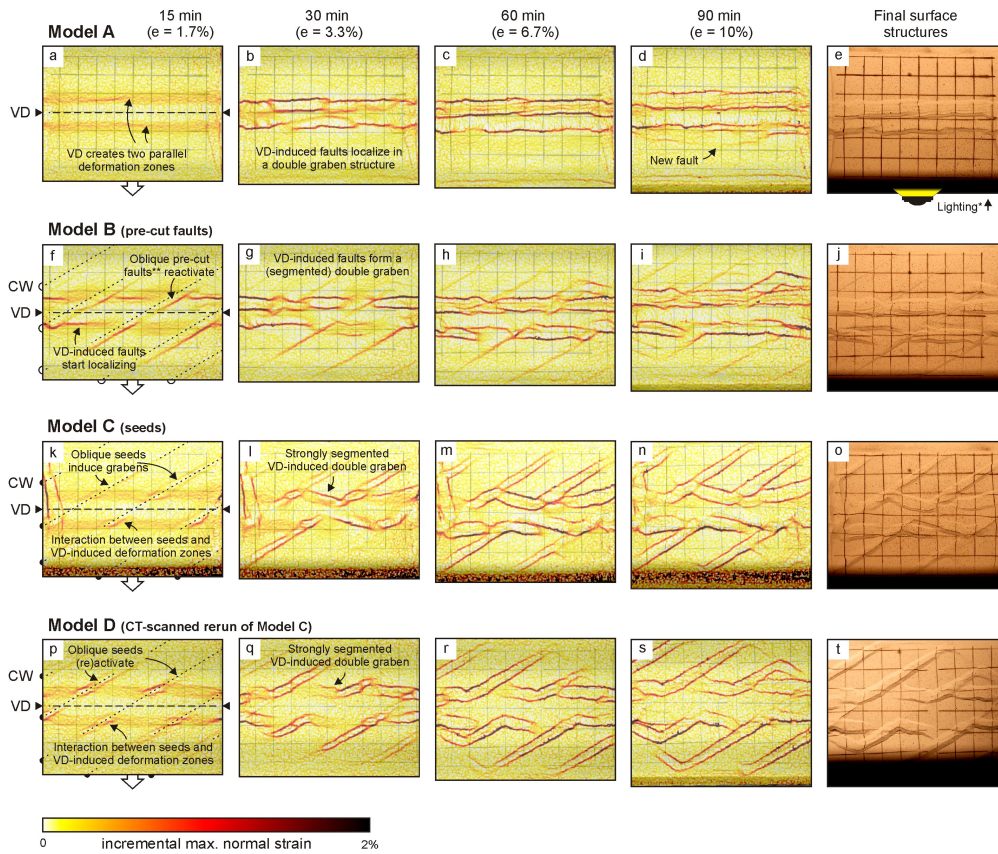 15 min
(e = 1.7%)
30 min
(e = 3.3%)
60 min
(e = 6.7%)
90 min
(e = 10%)
Final surface
structures
Model A
a
b
c
d
e
VD
VD creates two parallel
deformation zones
VD-induced faults localize in
a double graben structure
New fault
Lighting*
Model B (pre-cut faults)
f
g
h
i
j
Oblique pre-cut
faults** reactivate
VD-induced faults form a
(segmented) double graben
CW
VD
VD-induced faults
start localizing
Model C (seeds)
k
l
m
n
o
Oblique seeds
induce grabens
Strongly segmented
VD-induced double graben
CW
VD
Interaction between seeds and
VD-induced deformation zones
Model D (CT-scanned rerun of Model C)
p
q
r
s
t
Oblique seeds
(re)activate
Strongly segmented
VD-induced double graben
CW
VD
Interaction between seeds and
VD-induced deformation zones
0
incremental max. normal strain
2%